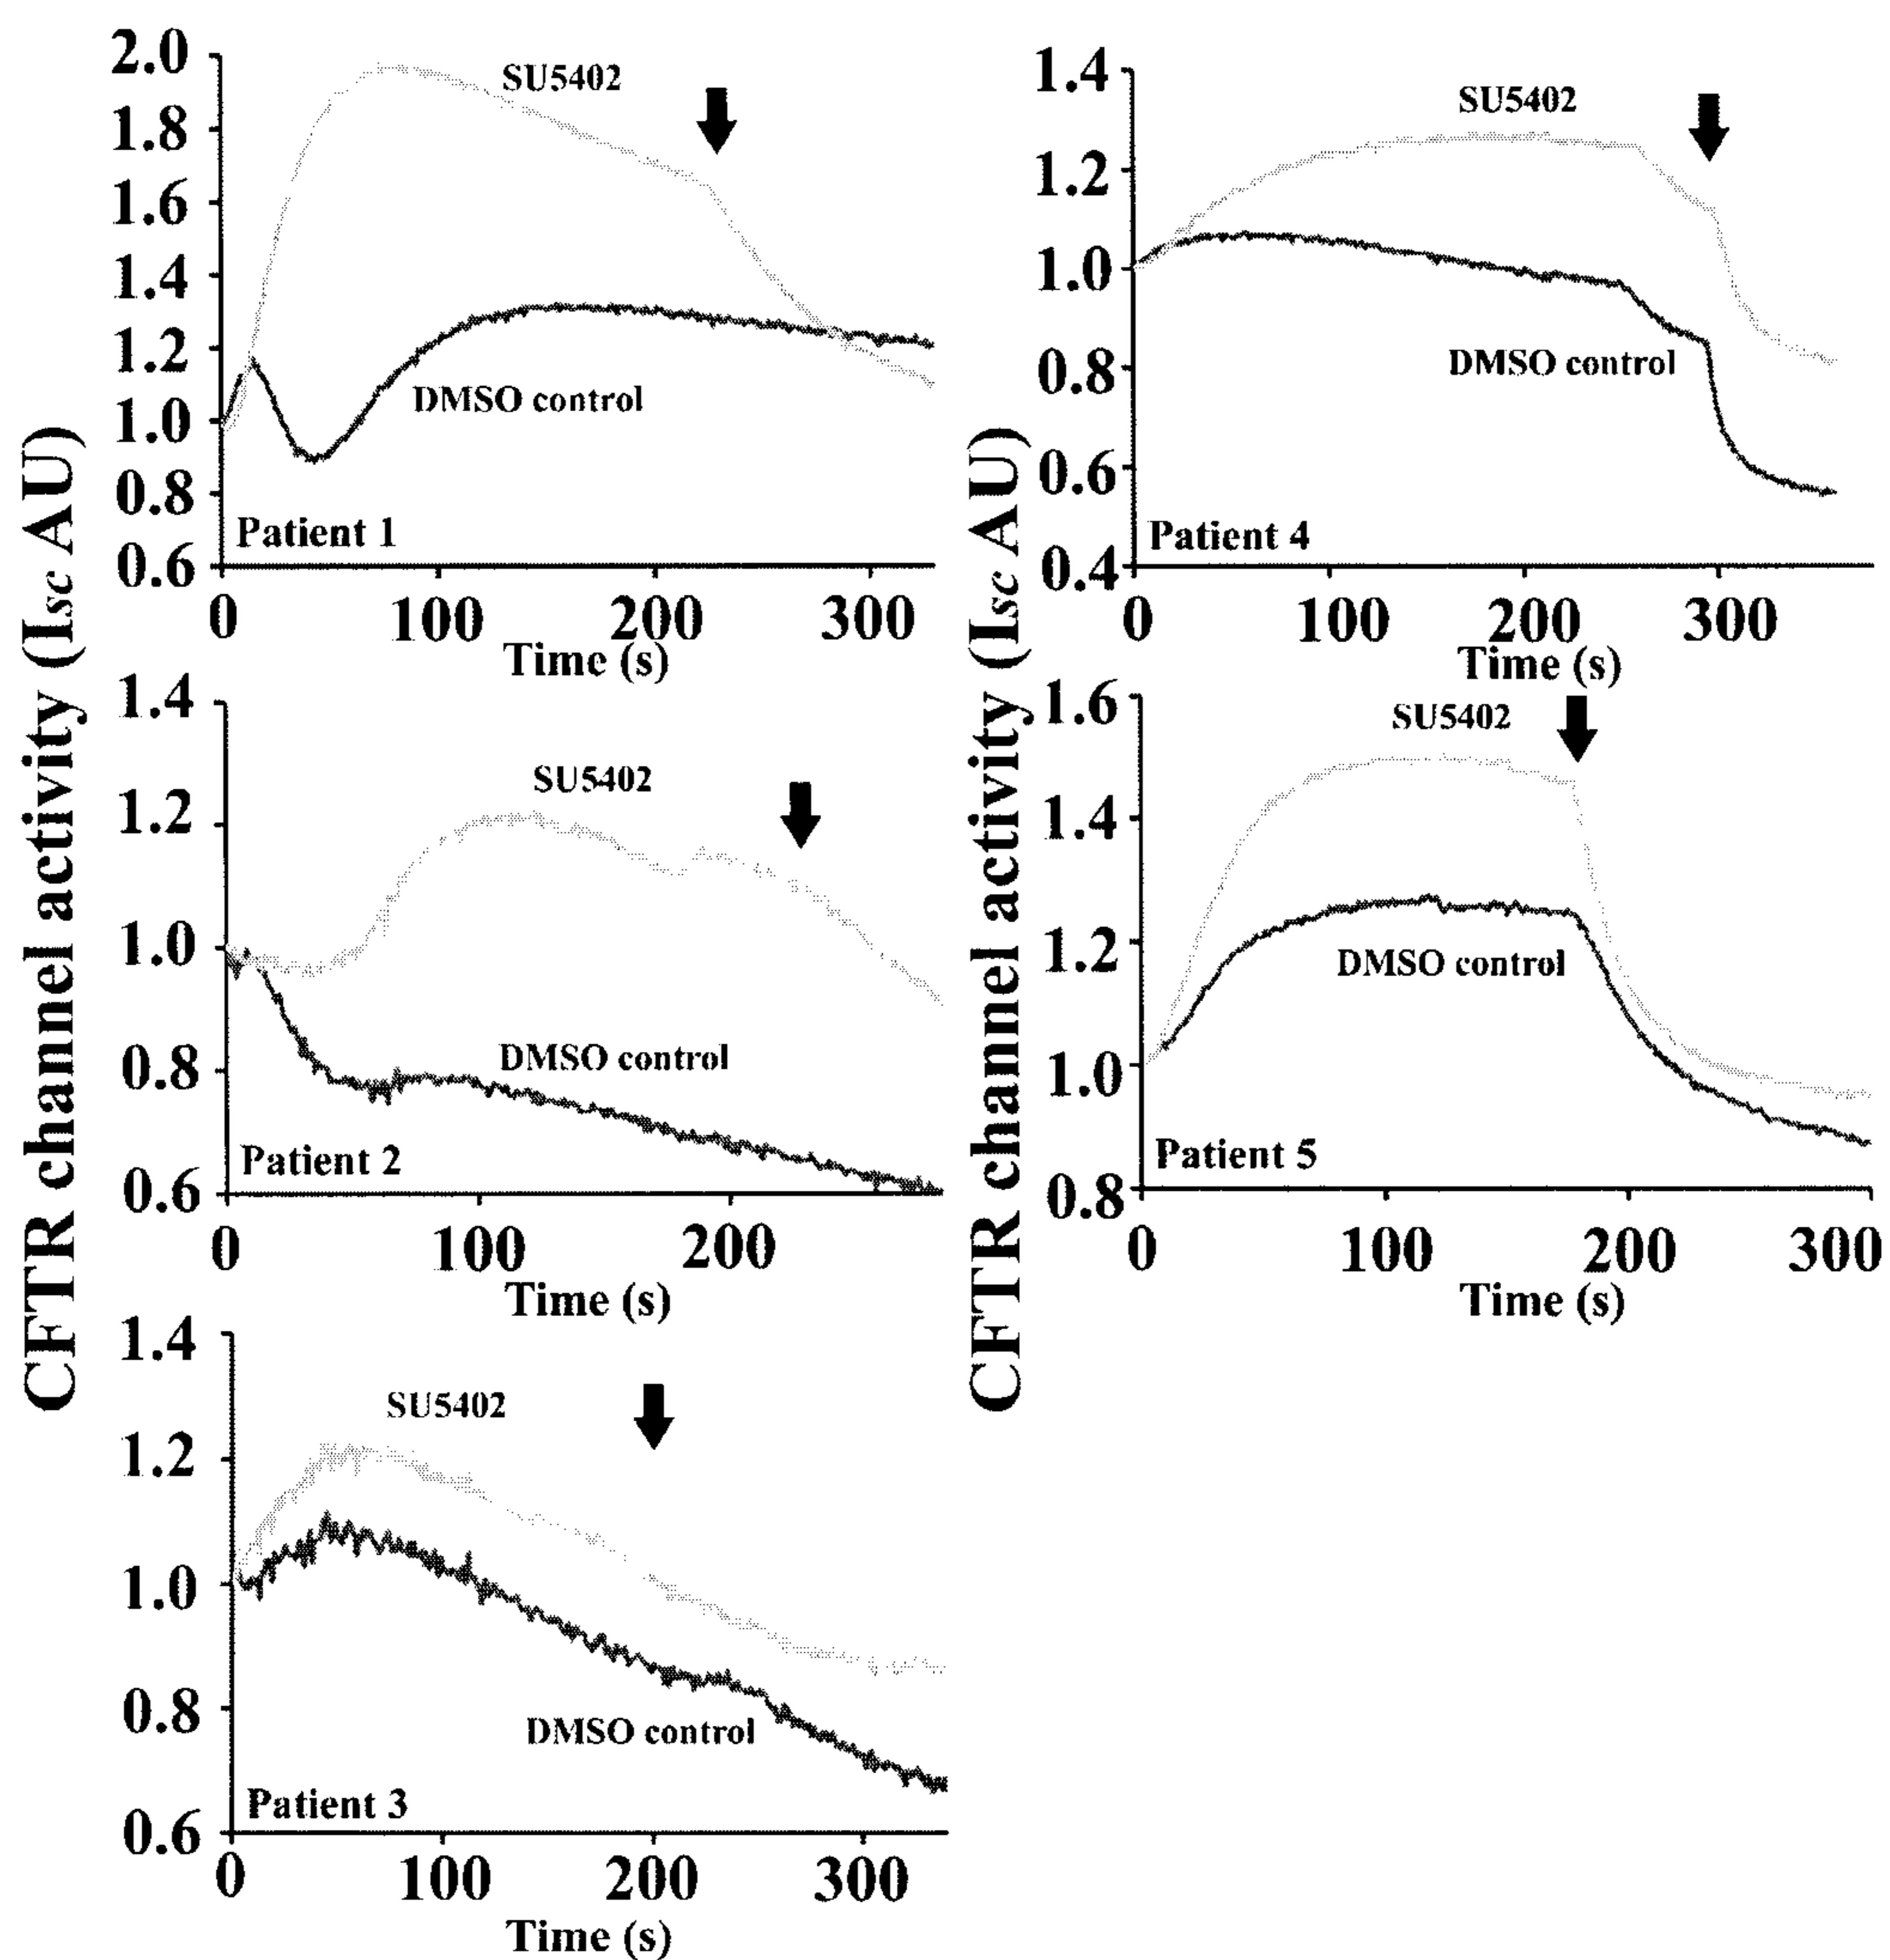 CFTR channel activity (Isc AU)
2.0
1.8
1.6
1.4
1.2
1.0
0.8
0.6
SU5402
DMSO control
Patient 1
0 100 200 300
Time (s)
1.4
1.2
1.0
0.8
0.6
SU5402
DMSO control
Patient 2
0 100 200
Time (s)
1.4
1.2
1.0
0.8
0.6
SU5402
DMSO control
Patient 3
0 100 200 300
Time (s)
CFTR channel activity (Isc AU)
1.4
1.2
1.0
0.8
0.6
0.4
SU5402
DMSO control
Patient 4
0 100 200 300
Time (s)
1.6
1.4
1.2
1.0
0.8
SU5402
DMSO control
Patient 5
0 100 200 300
Time (s)